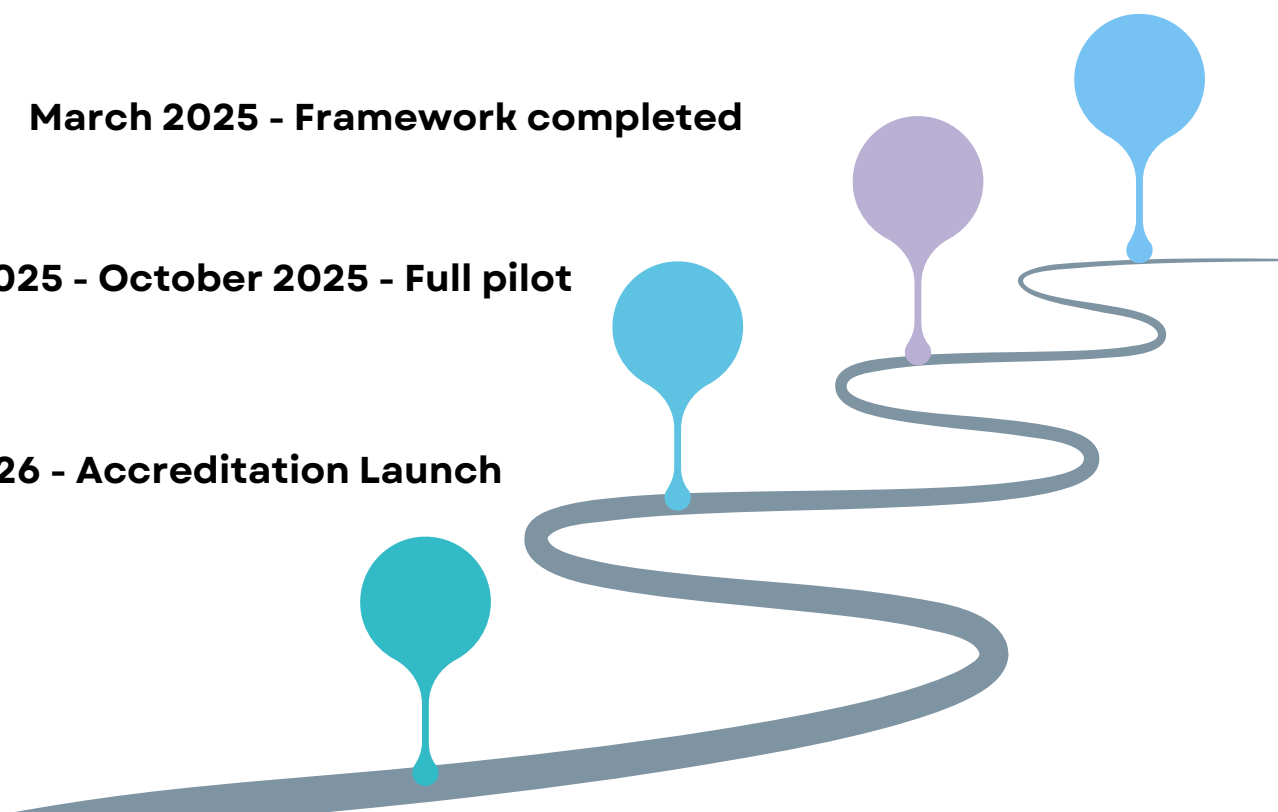 March 2025 - Framework completed
025 - October 2025 - Full pilot
26 - Accreditation Launch